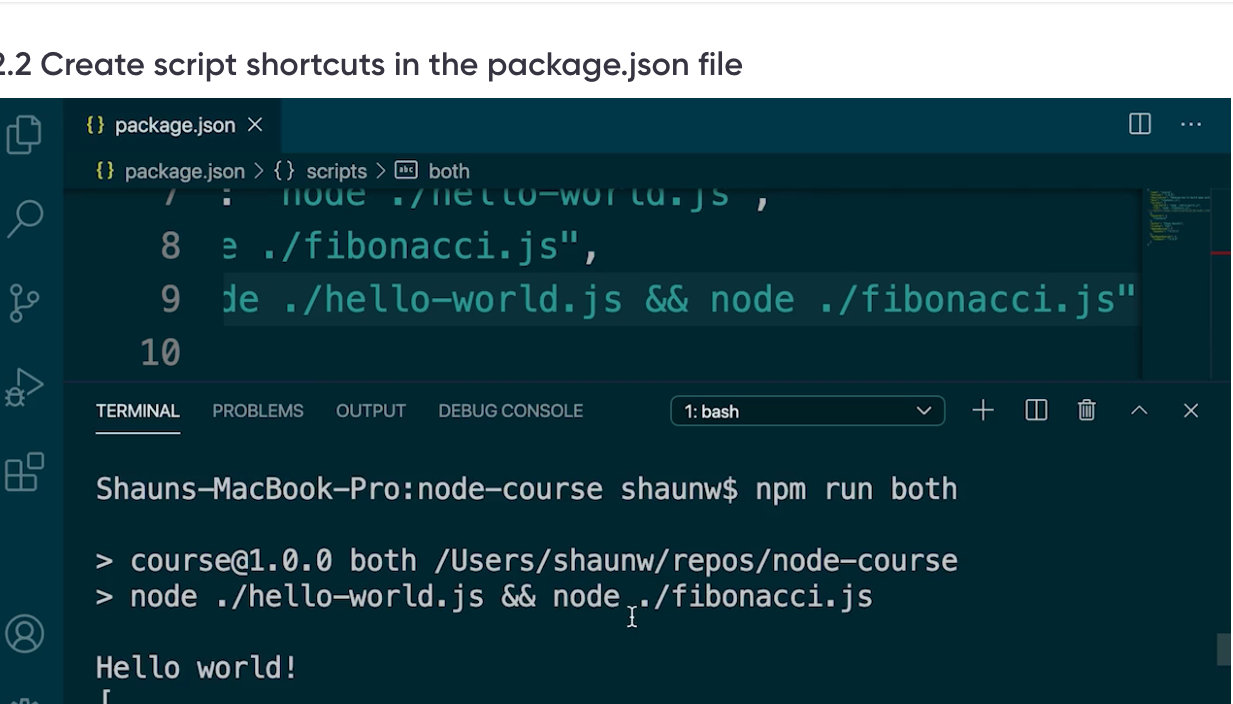 2.2 Create script shortcuts in the package.json file
{} package.json ×
{} package.json > {} scripts > abc both
7 : "node ./hello-world.js",
8 e ./fibonacci.js",
9 de ./hello-world.js && node ./fibonacci.js"
10
TERMINAL PROBLEMS OUTPUT DEBUG CONSOLE 1: bash
Shauns-MacBook-Pro:node-course shaunw$ npm run both
> course@1.0.0 both /Users/shaunw/repos/node-course
> node ./hello-world.js && node ./fibonacci.js
Hello world!
[